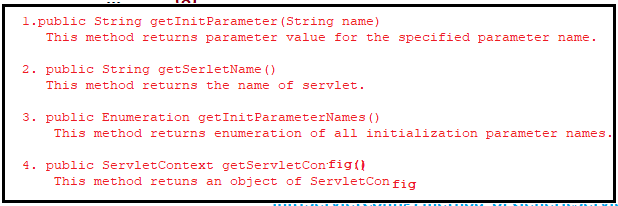 1.public String getInitParameter(String name)
This method returns parameter value for the specified parameter name.
2. public String getSerletName()
This method returns the name of servlet.
3. public Enumeration getInitParameterNames()
This method returns enumeration of all initialization parameter names.
4. public ServletContext getServletConfig()
This method retuns an object of ServletConfig